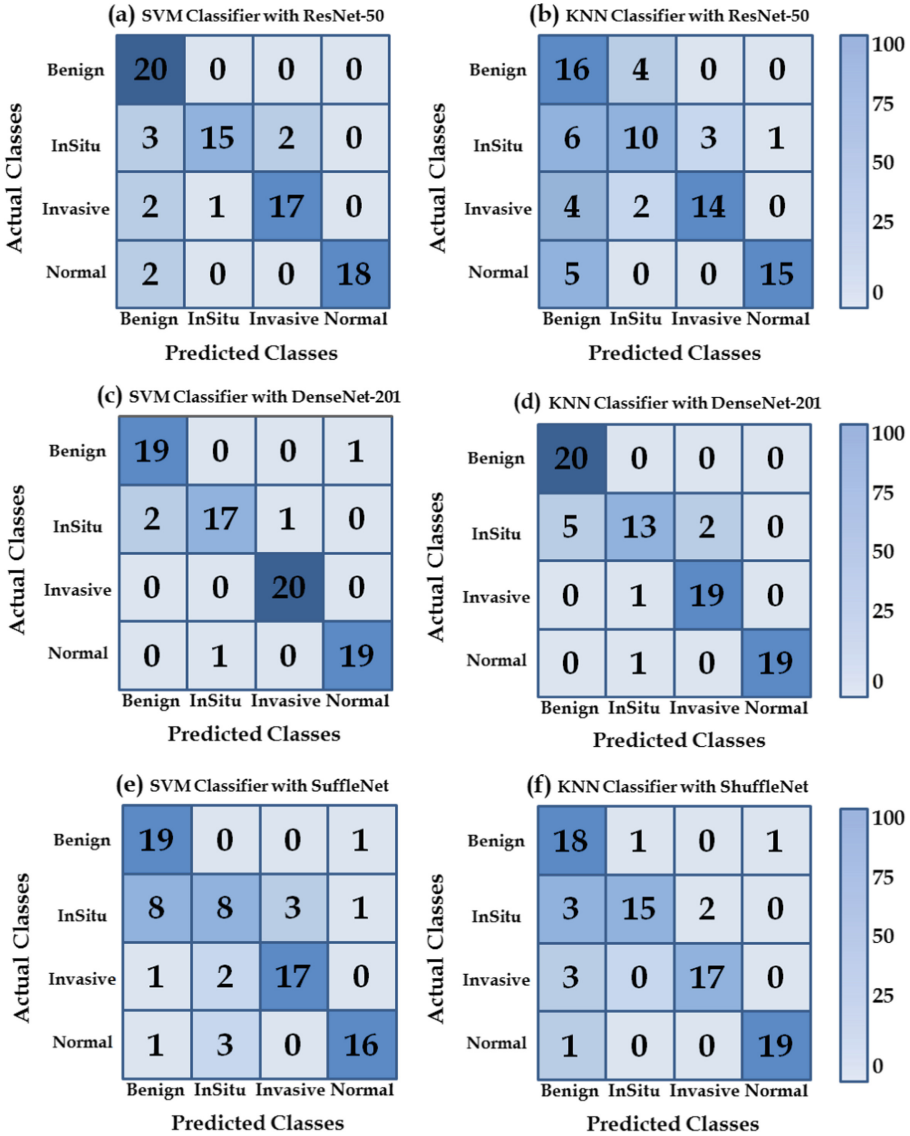 (a) SVM Classifier with ResNet-50
Actual Classes
Benign 20 0 0 0
InSitu 3 15 2 0
Invasive 2 1 17 0
Normal 2 0 0 18
Benign InSitu Invasive Normal
Predicted Classes
(b) KNN Classifier with ResNet-50
Actual Classes
Benign 16 4 0 0
InSitu 6 10 3 1
Invasive 4 2 14 0
Normal 5 0 0 15
Benign InSitu Invasive Normal
Predicted Classes
100
75
50
25
0
(c) SVM Classifier with DenseNet-201
Actual Classes
Benign 19 0 0 1
InSitu 2 17 1 0
Invasive 0 0 20 0
Normal 0 1 0 19
Benign InSitu Invasive Normal
Predicted Classes
(d) KNN Classifier with DenseNet-201
Actual Classes
Benign 20 0 0 0
InSitu 5 13 2 0
Invasive 0 1 19 0
Normal 0 1 0 19
Benign InSitu Invasive Normal
Predicted Classes
100
75
50
25
0
(e) SVM Classifier with SuffleNet
Actual Classes
Benign 19 0 0 1
InSitu 8 8 3 1
Invasive 1 2 17 0
Normal 1 3 0 16
Benign InSitu Invasive Normal
Predicted Classes
(f) KNN Classifier with ShuffleNet
Actual Classes
Benign 18 1 0 1
InSitu 3 15 2 0
Invasive 3 0 17 0
Normal 1 0 0 19
Benign InSitu Invasive Normal
Predicted Classes
100
75
50
25
0